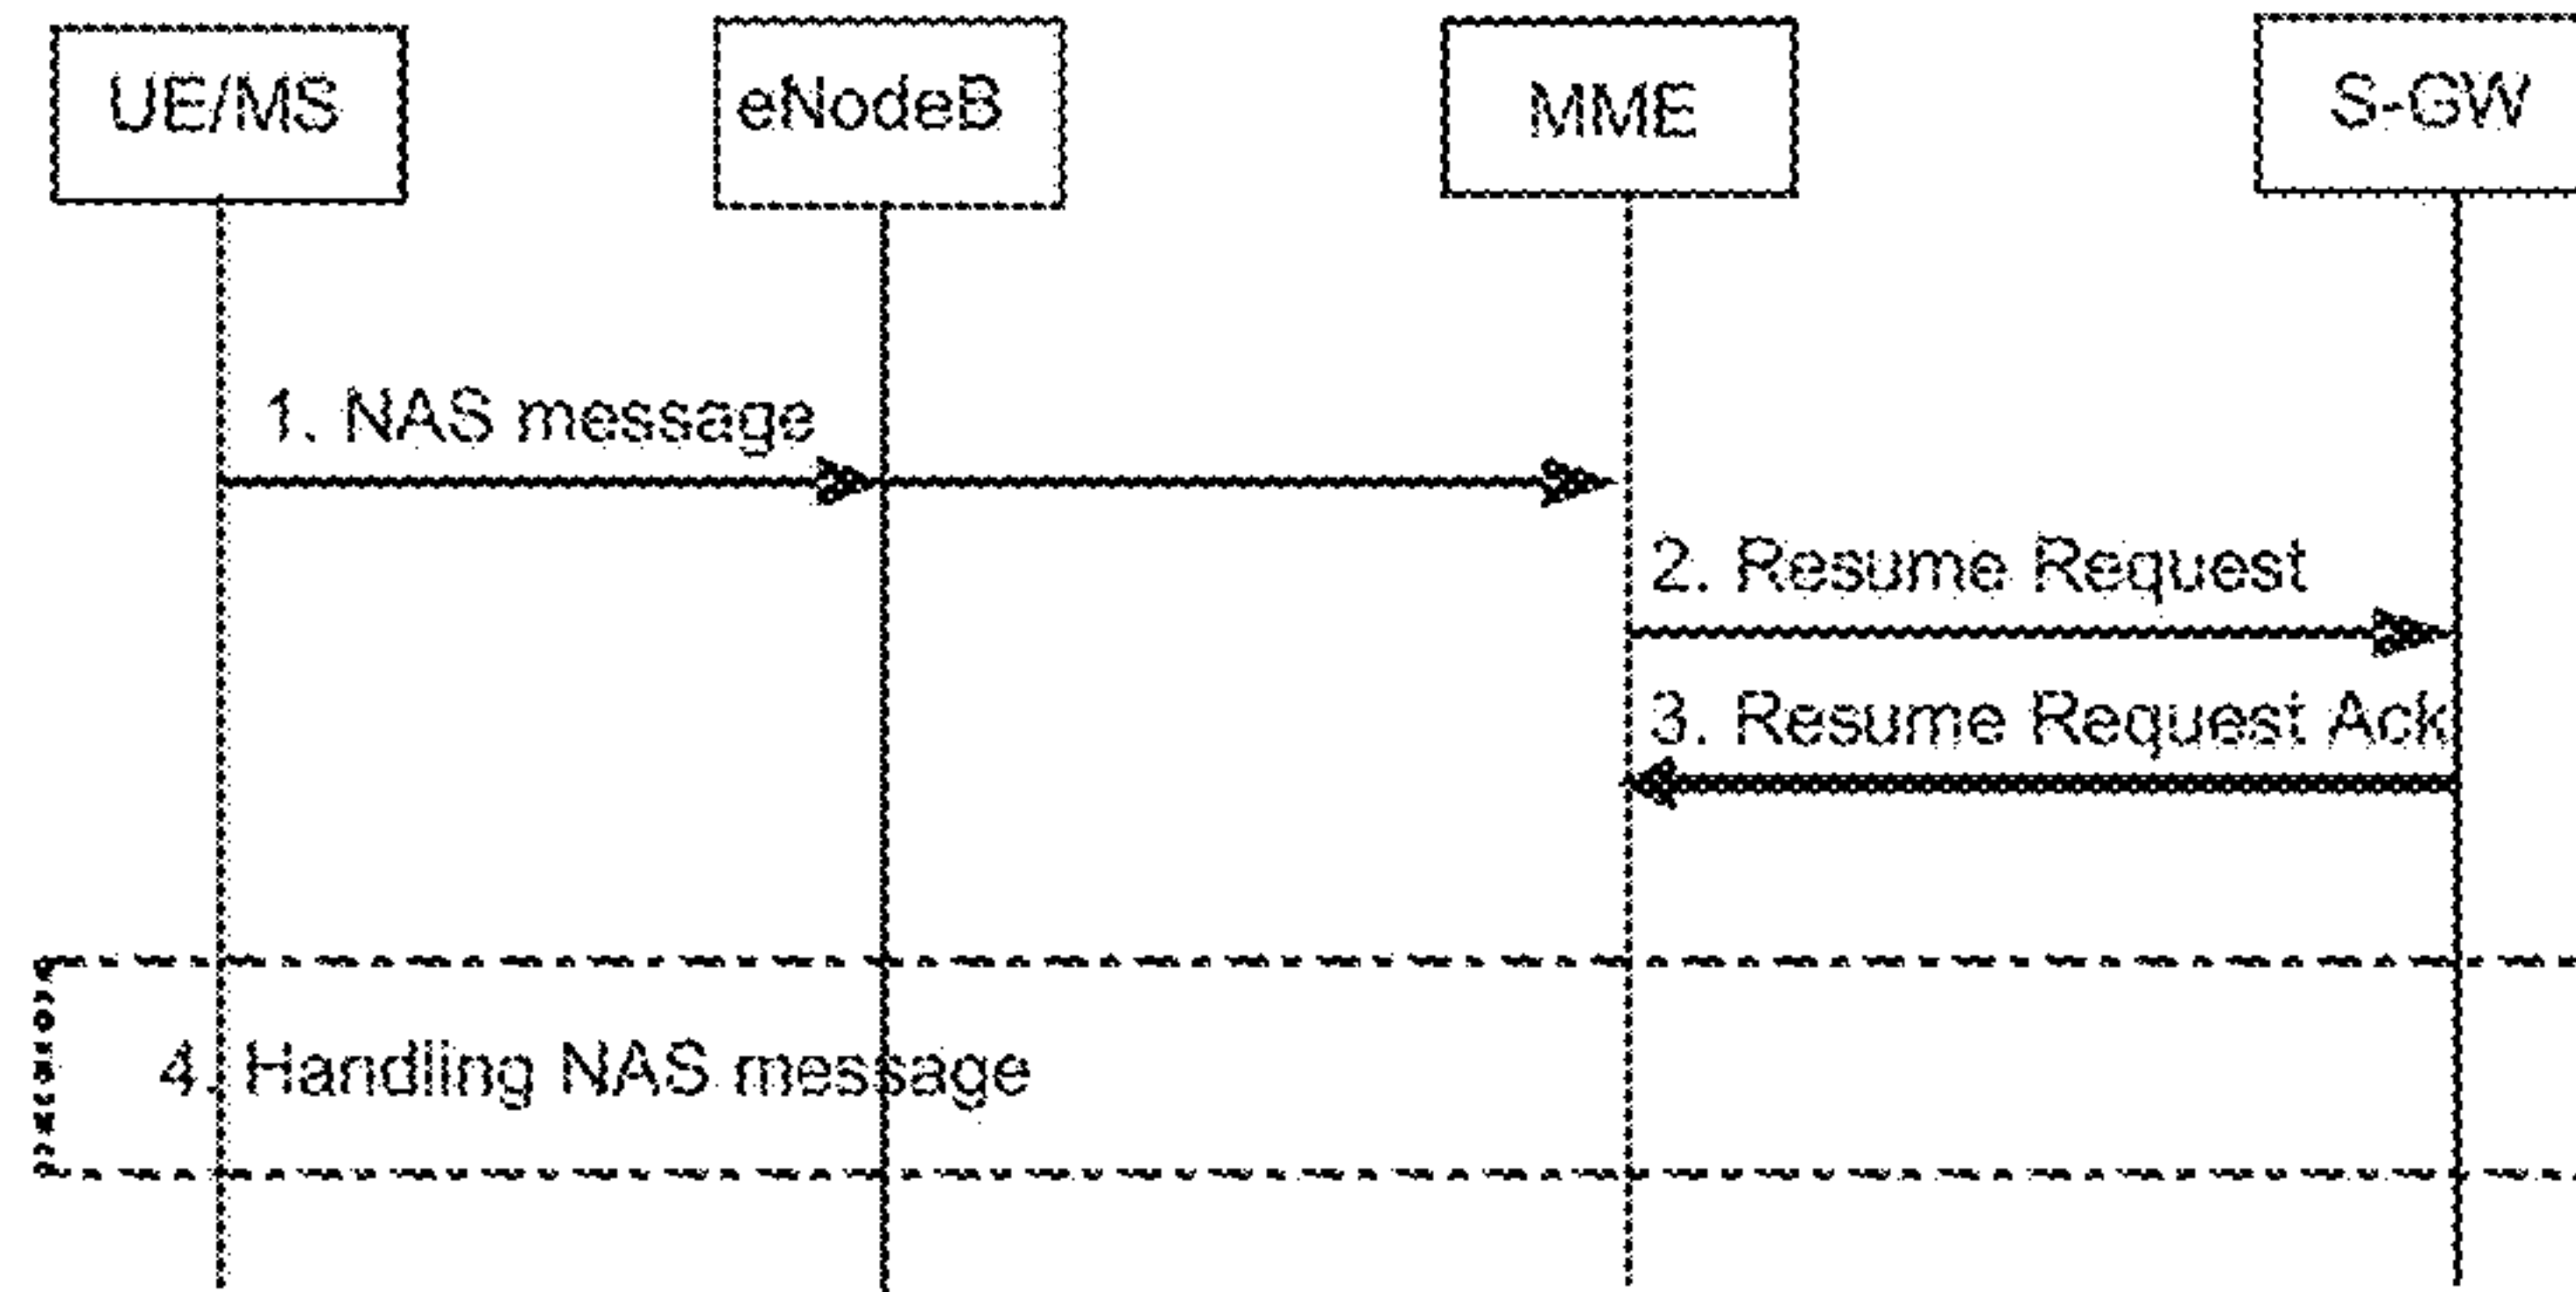 UE/MS
eNodeB
MME
S-GW
1. NAS message
2. Resume Request
3. Resume Request Ack
4. Handling NAS message